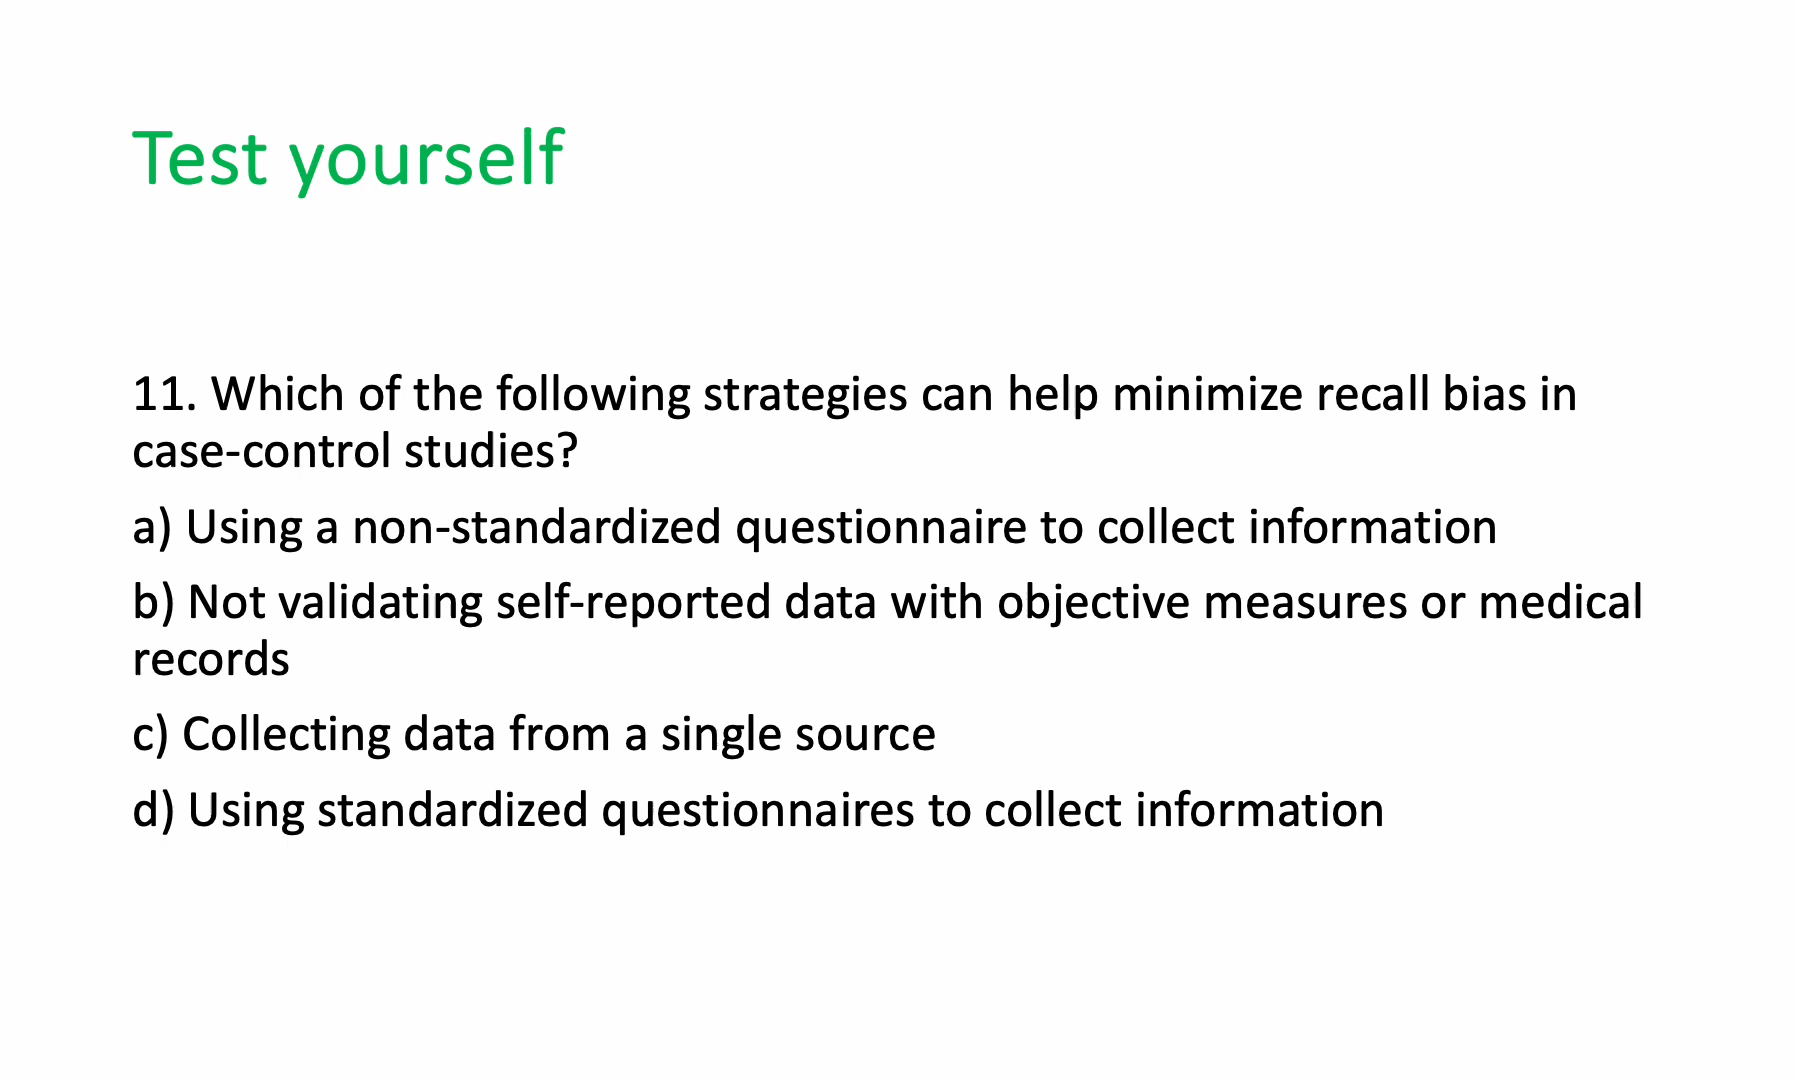 Test yourself
11. Which of the following strategies can help minimize recall bias in
case-control studies?
a) Using a non-standardized questionnaire to collect information
b) Not validating self-reported data with objective measures or medical
records
c) Collecting data from a single source
d) Using standardized questionnaires to collect information